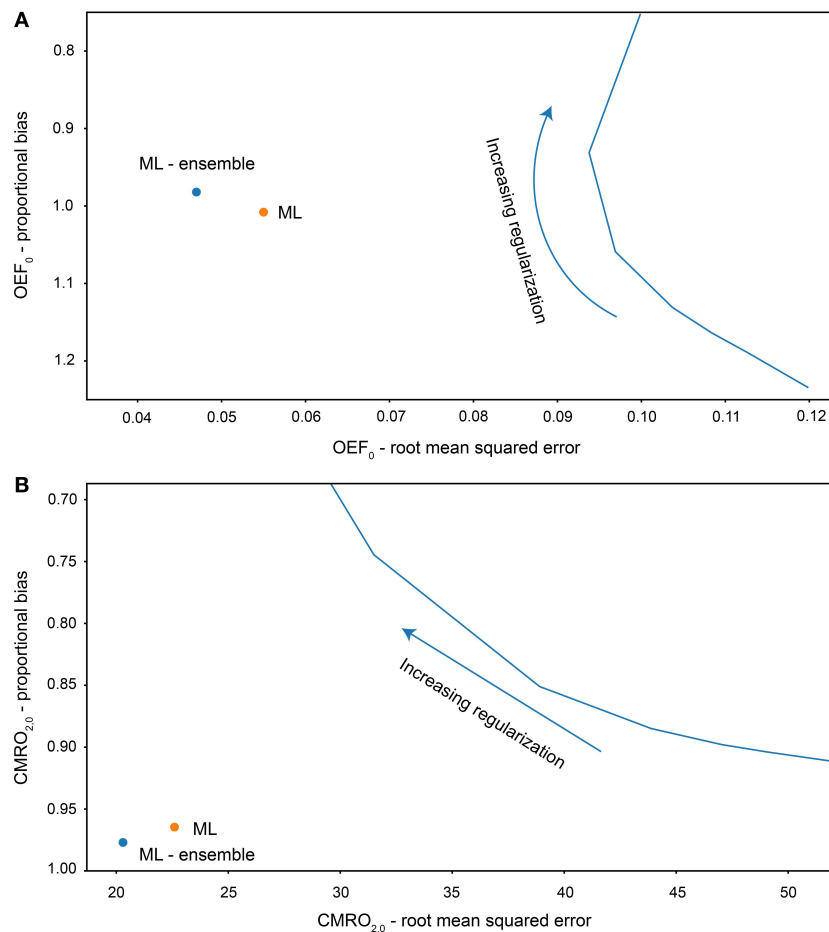 A
0.8
0.9
1.0
1.1
1.2
OEF₀ - proportional bias
ML - ensemble
ML
Increasing regularization
0.04 0.05 0.06 0.07 0.08 0.09 0.10 0.11 0.12
OEF₀ - root mean squared error
B
0.70
0.75
0.80
0.85
0.90
0.95
1.00
CMRO₂,₀ - proportional bias
Increasing regularization
ML
ML - ensemble
20 25 30 35 40 45 50
CMRO₂,₀ - root mean squared error